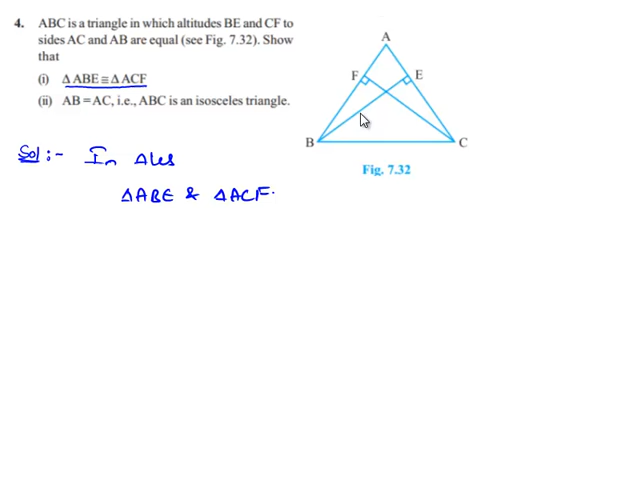 4. ABC is a triangle in which altitudes BE and CF to
sides AC and AB are equal (see Fig. 7.32). Show
that
(i) Δ ABE ≅ Δ ACF
(ii) AB = AC, i.e., ABC is an isosceles triangle.
A
F
E
B
C
Fig. 7.32
Sol :- In Δles
ΔABE & ΔACF.